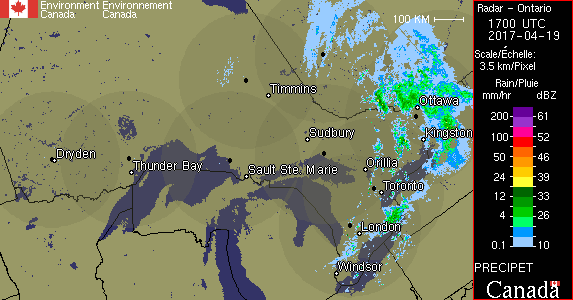 Environment Environnement
Canada Canada
100 KM
Timmins
Ottawa
Sudbury
Kingston
Dryden
Thunder Bay
Sault Ste. Marie
Orillia
Toronto
London
Windsor
Radar - Ontario
1700 UTC
2017-04-19
Scale/Échelle:
3.5 km/Pixel
Rain/Pluie
mm/hr dBZ
200 61
100 52
50 46
24 39
12 33
4 26
0.1 10
PRECIPET
Canada